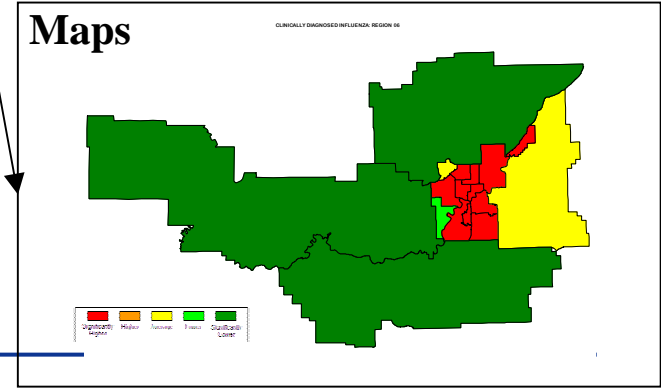 Maps
CLINICALLY DIAGNOSED INFLUENZA: REGION 06
Significantly Higher Average Lower Significantly
Higher Lower